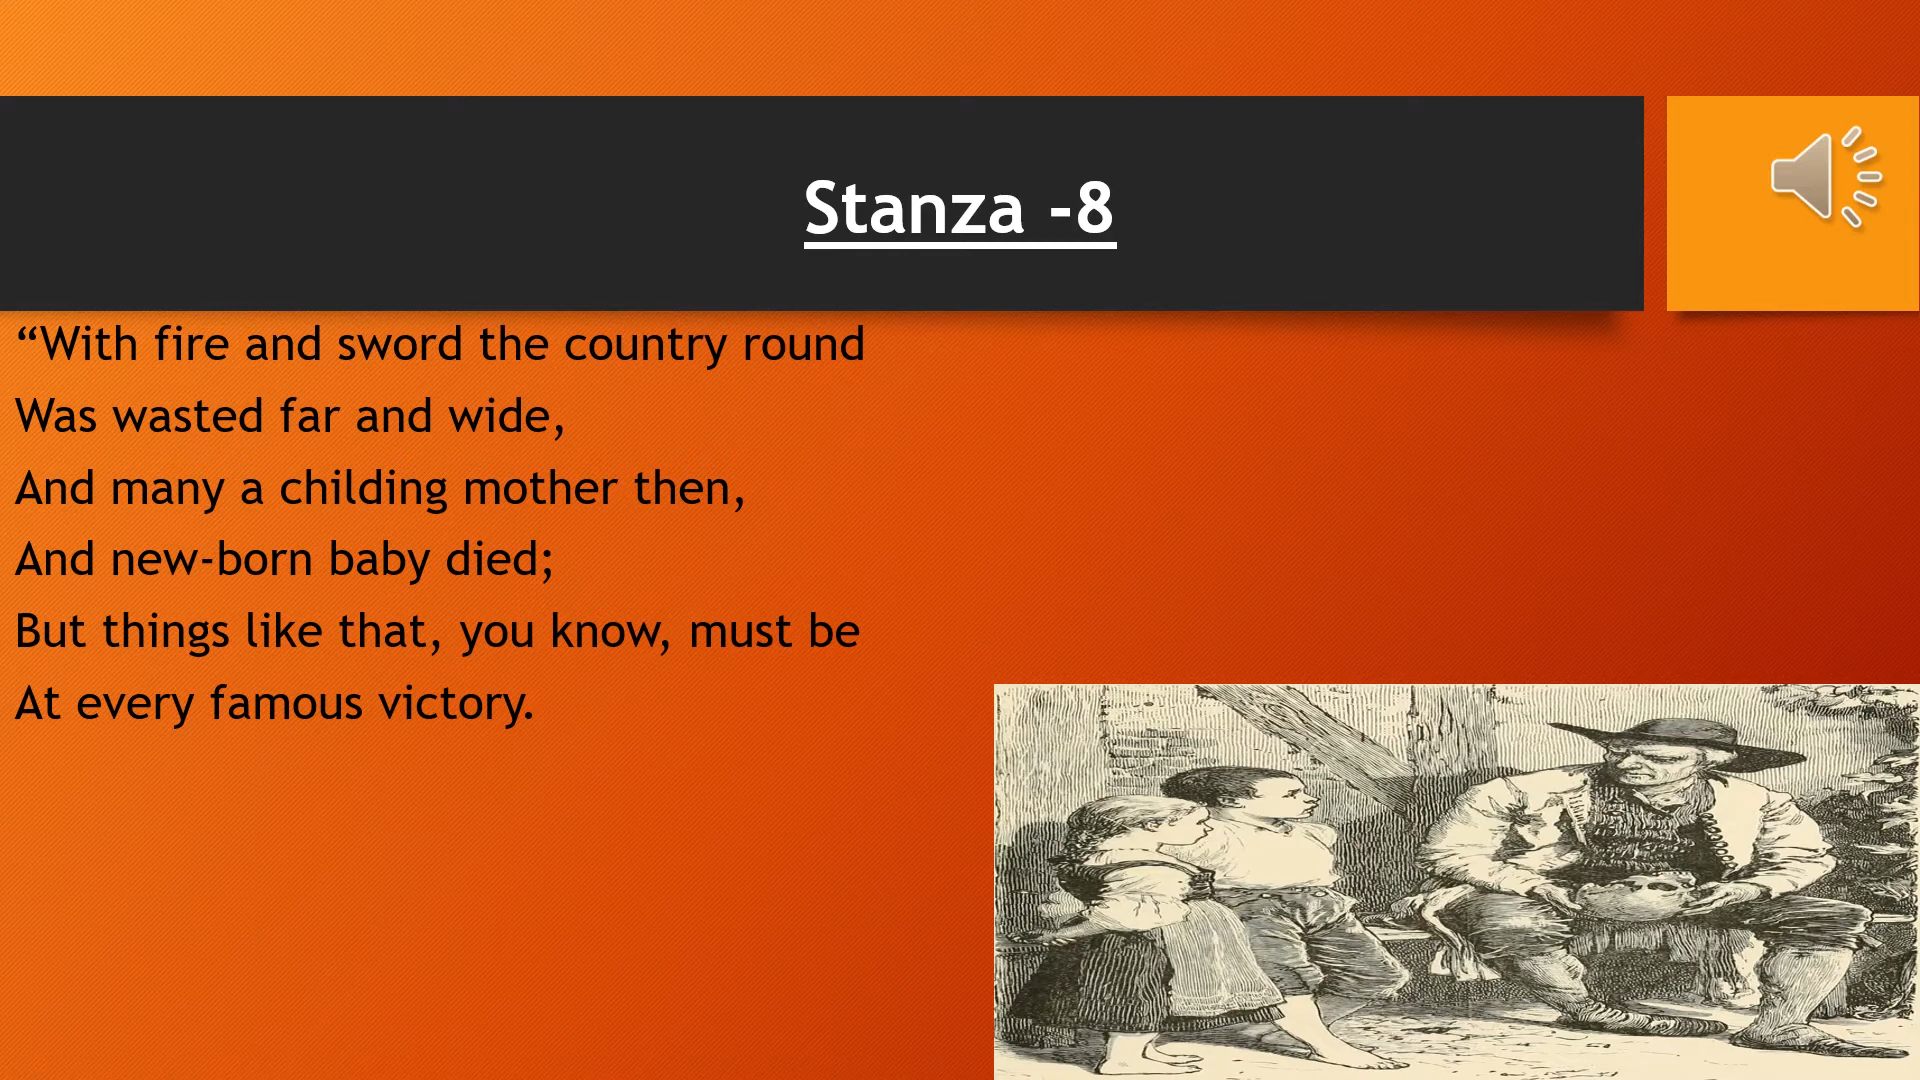 Stanza -8
“With fire and sword the country round
Was wasted far and wide,
And many a childing mother then,
And new-born baby died;
But things like that, you know, must be
At every famous victory.